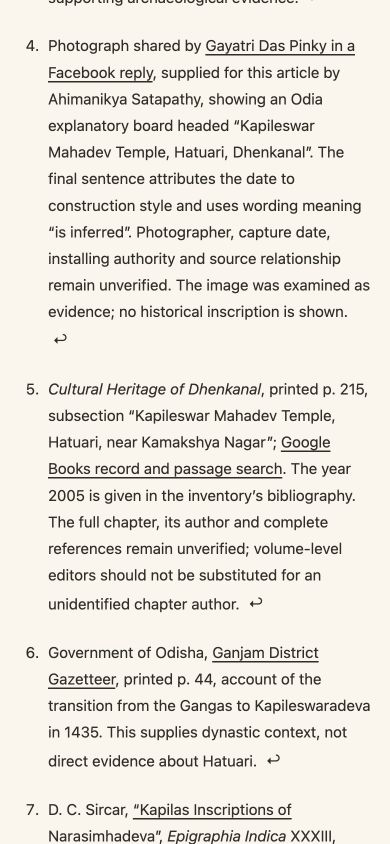 supporting archaeological evidence. ↩
4. Photograph shared by Gayatri Das Pinky in a
Facebook reply, supplied for this article by
Ahimanikya Satapathy, showing an Odia
explanatory board headed “Kapileswar
Mahadev Temple, Hatuari, Dhenkanal”. The
final sentence attributes the date to
construction style and uses wording meaning
“is inferred”. Photographer, capture date,
installing authority and source relationship
remain unverified. The image was examined as
evidence; no historical inscription is shown.
↩
5. Cultural Heritage of Dhenkanal, printed p. 215,
subsection “Kapileswar Mahadev Temple,
Hatuari, near Kamakshya Nagar”; Google
Books record and passage search. The year
2005 is given in the inventory’s bibliography.
The full chapter, its author and complete
references remain unverified; volume-level
editors should not be substituted for an
unidentified chapter author. ↩
6. Government of Odisha, Ganjam District
Gazetteer, printed p. 44, account of the
transition from the Gangas to Kapileswaradeva
in 1435. This supplies dynastic context, not
direct evidence about Hatuari. ↩
7. D. C. Sircar, “Kapilas Inscriptions of
Narasimhadeva”, Epigraphia Indica XXXIII,